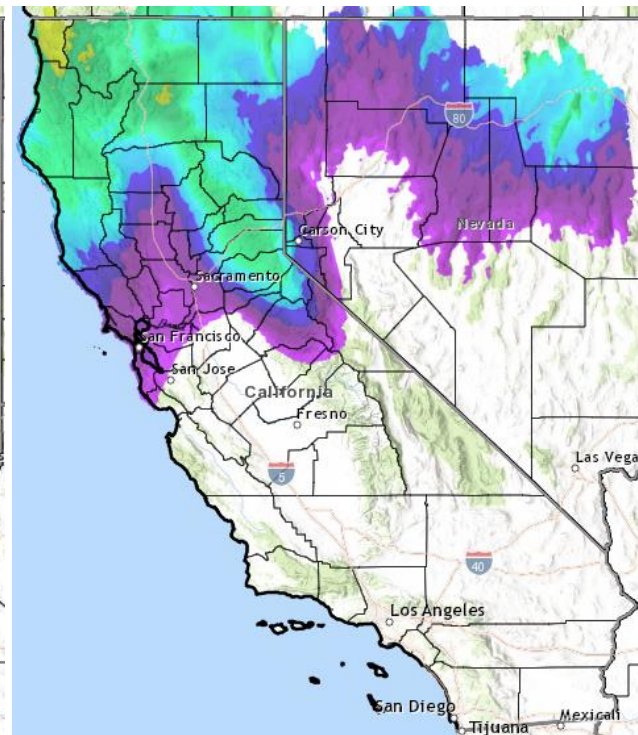 80
Nevada
Carson City
Sacramento
San Francisco
San Jose
California
Fresno
5
Las Vega
40
Los Angeles
San Diego
Tijuana
Mexicali